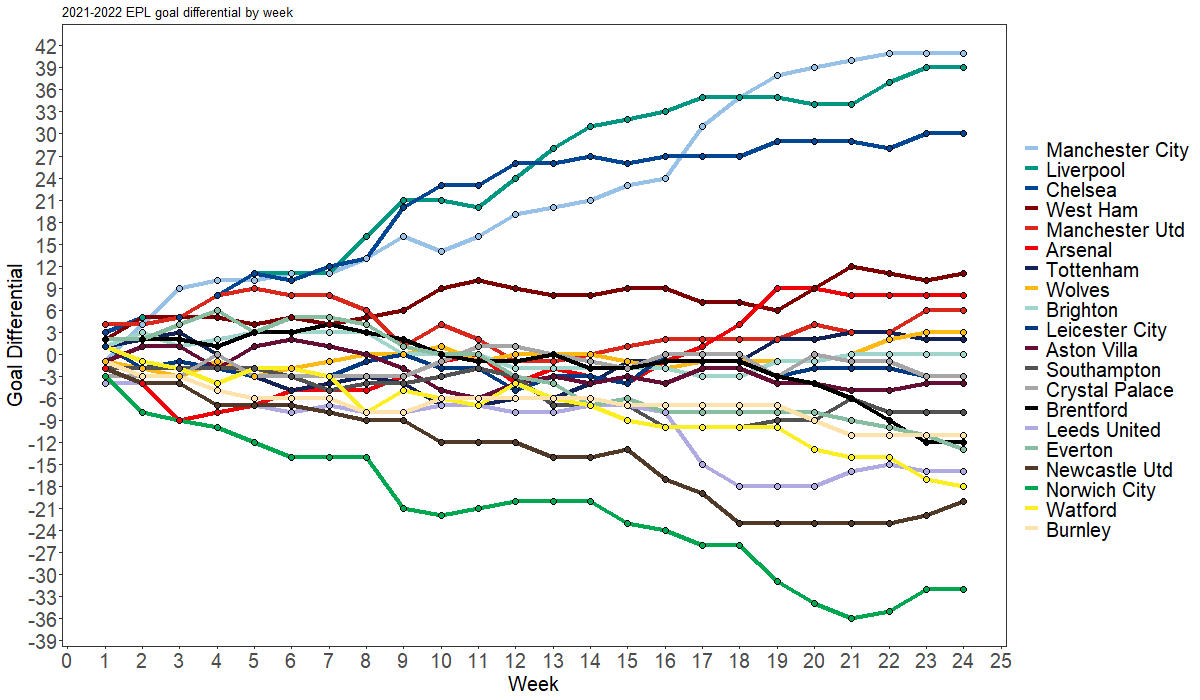 2021-2022 EPL goal differential by week
42
39
36
33
30
27
24
21
18
15
12
9
6
3
0
-3
-6
-9
-12
-15
-18
-21
-24
-27
-30
-33
-36
-39
Goal Differential
0 1 2 3 4 5 6 7 8 9 10 11 12 13 14 15 16 17 18 19 20 21 22 23 24 25
Week
Manchester City
Liverpool
Chelsea
West Ham
Manchester Utd
Arsenal
Tottenham
Wolves
Brighton
Leicester City
Aston Villa
Southampton
Crystal Palace
Brentford
Leeds United
Everton
Newcastle Utd
Norwich City
Watford
Burnley